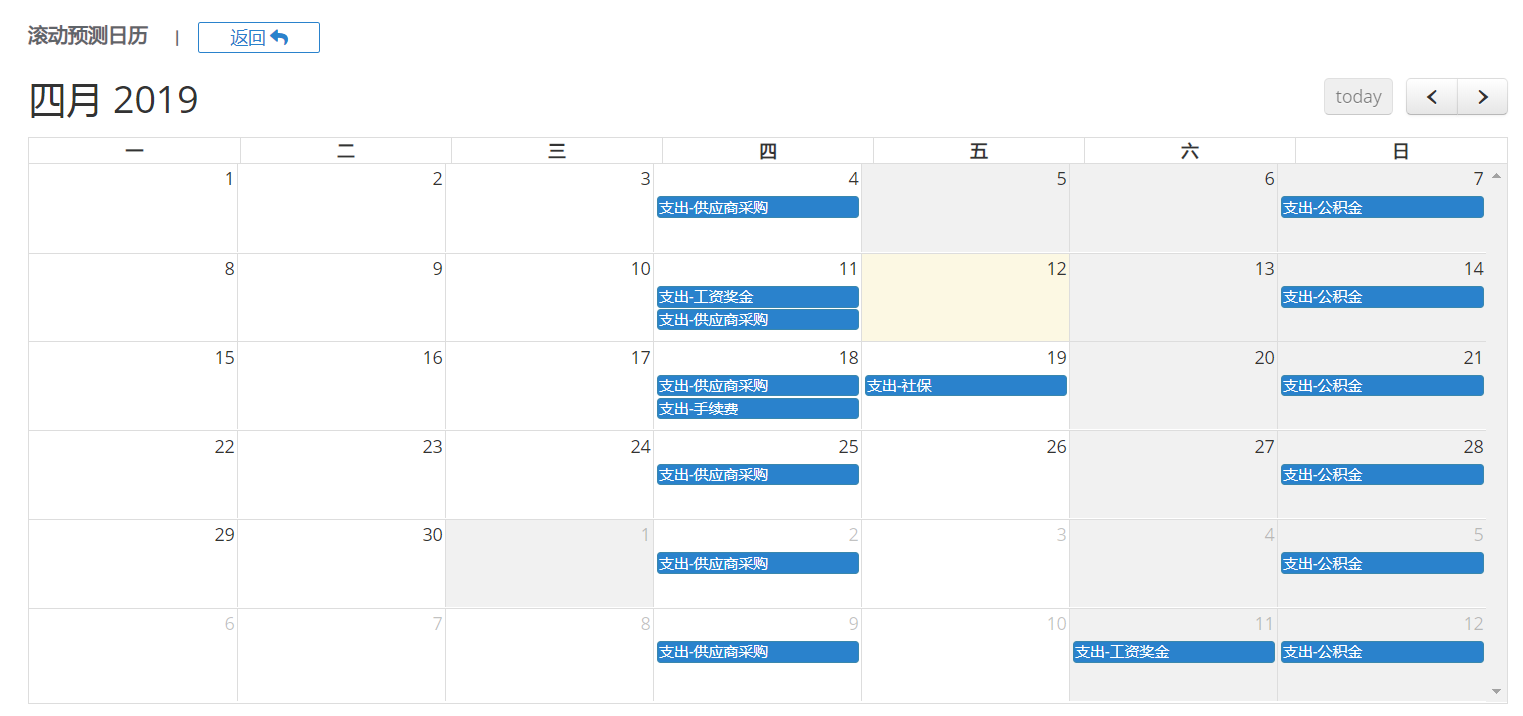 滚动预测日历 | 返回
四月 2019
today
一 二 三 四 五 六 日
1 2 3 4 5 6 7
支出-供应商采购 支出-公积金
8 9 10 11 12 13 14
支出-工资奖金 支出-公积金
支出-供应商采购
15 16 17 18 19 20 21
支出-供应商采购 支出-社保 支出-公积金
支出-手续费
22 23 24 25 26 27 28
支出-供应商采购 支出-公积金
29 30 1 2 3 4 5
支出-供应商采购 支出-公积金
6 7 8 9 10 11 12
支出-供应商采购 支出-工资奖金 支出-公积金